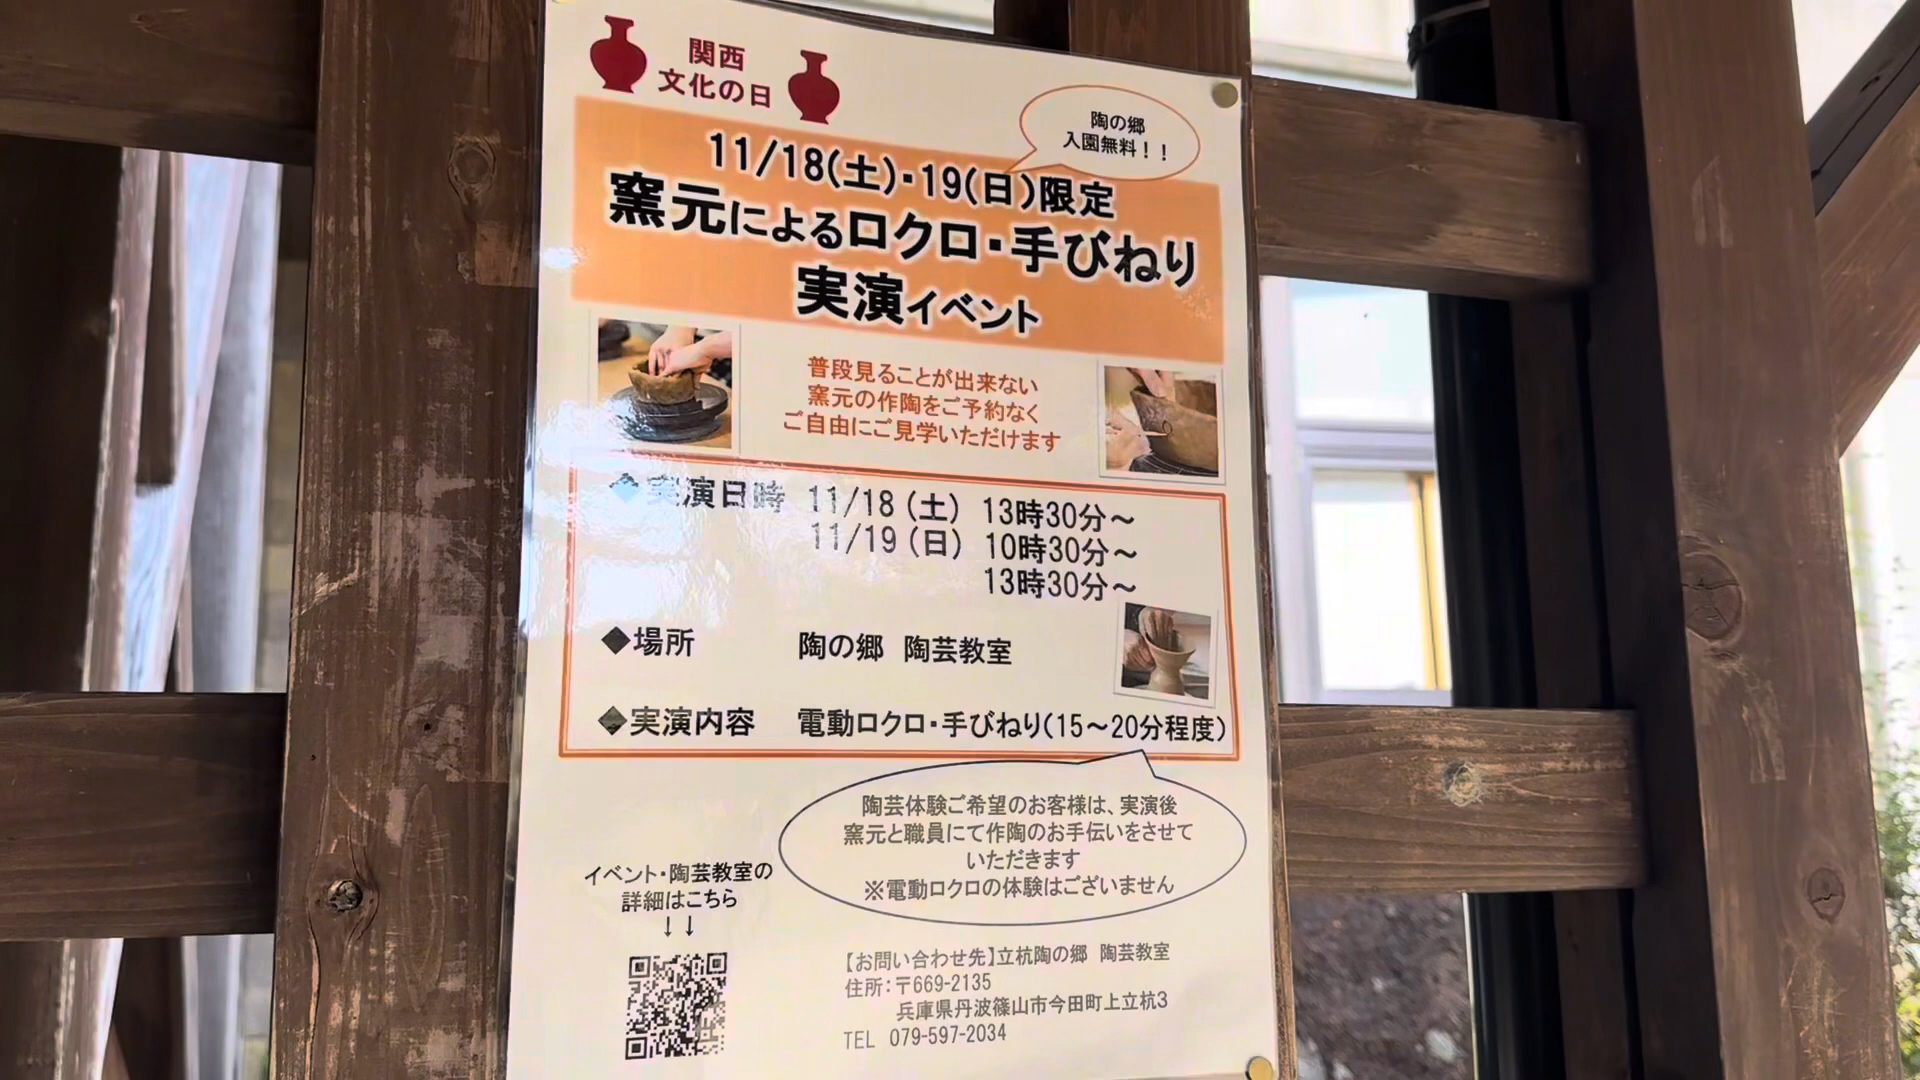 関西
文化の日
陶の郷
入園無料！！
11/18(土)・19(日)限定
窯元によるロクロ・手びねり
実演イベント
普段見ることが出来ない
窯元の作陶をご予約なく
ご自由にご見学いただけます
◆実演日時 11/18（土） 13時30分～
11/19（日） 10時30分～
13時30分～
◆場所 陶の郷 陶芸教室
◆実演内容 電動ロクロ・手びねり(15～20分程度)
陶芸体験ご希望のお客様は、実演後
窯元と職員にて作陶のお手伝いをさせて
いただきます
※電動ロクロの体験はございません
イベント・陶芸教室の
詳細はこちら
↓↓
【お問い合わせ先】立杭陶の郷 陶芸教室
住所：〒669-2135
兵庫県丹波篠山市今田町上立杭3
TEL 079-597-2034